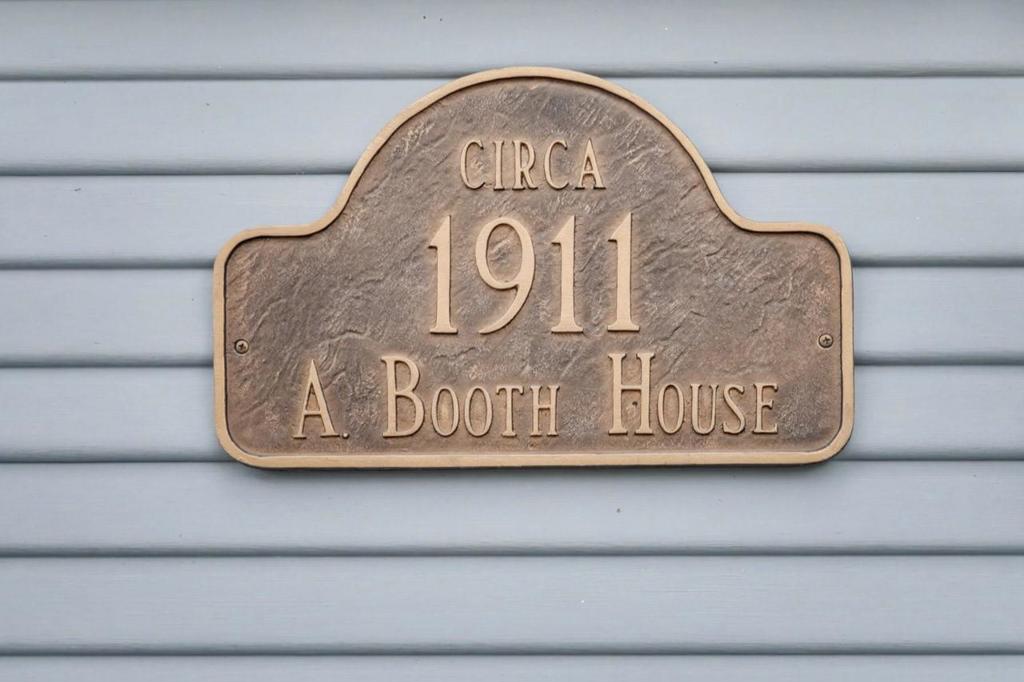 CIRCA
1911
A. BOOTH HOUSE